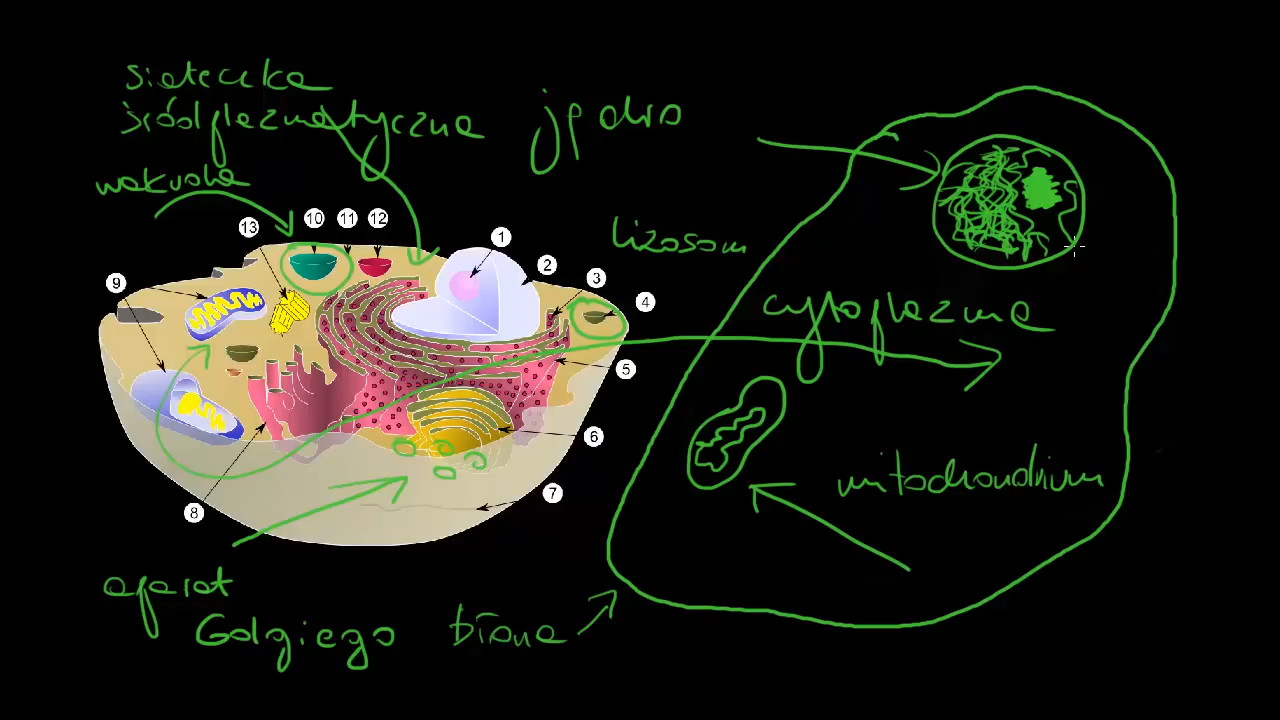 siateczka
śródplazmatyczna
jądro
wakuola
13
10
11
12
1
lizosom
2
9
3
4
cytoplazma
5
6
mitochondrium
7
8
aparat
Golgiego
błona